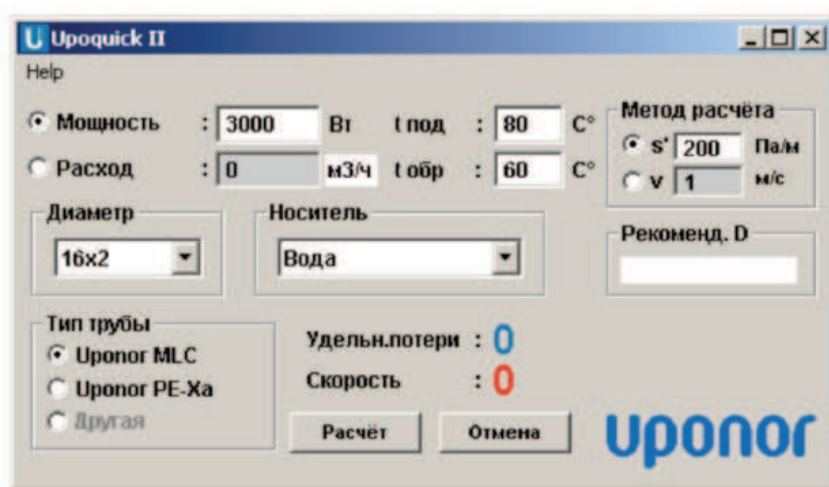 Upoquick II
Help
Мощность : 3000 Вт t под : 80 C°
Расход : 0 м3/ч t обр : 60 C°
Метод расчёта
S' 200 Па/м
V 1 м/с
Диаметр
16x2
Носитель
Вода
Рекоменд. D
Тип трубы
Uponor MLC
Uponor PE-Xa
Другая
Удельн.потери : 0
Скорость : 0
Расчёт Отмена
uponor